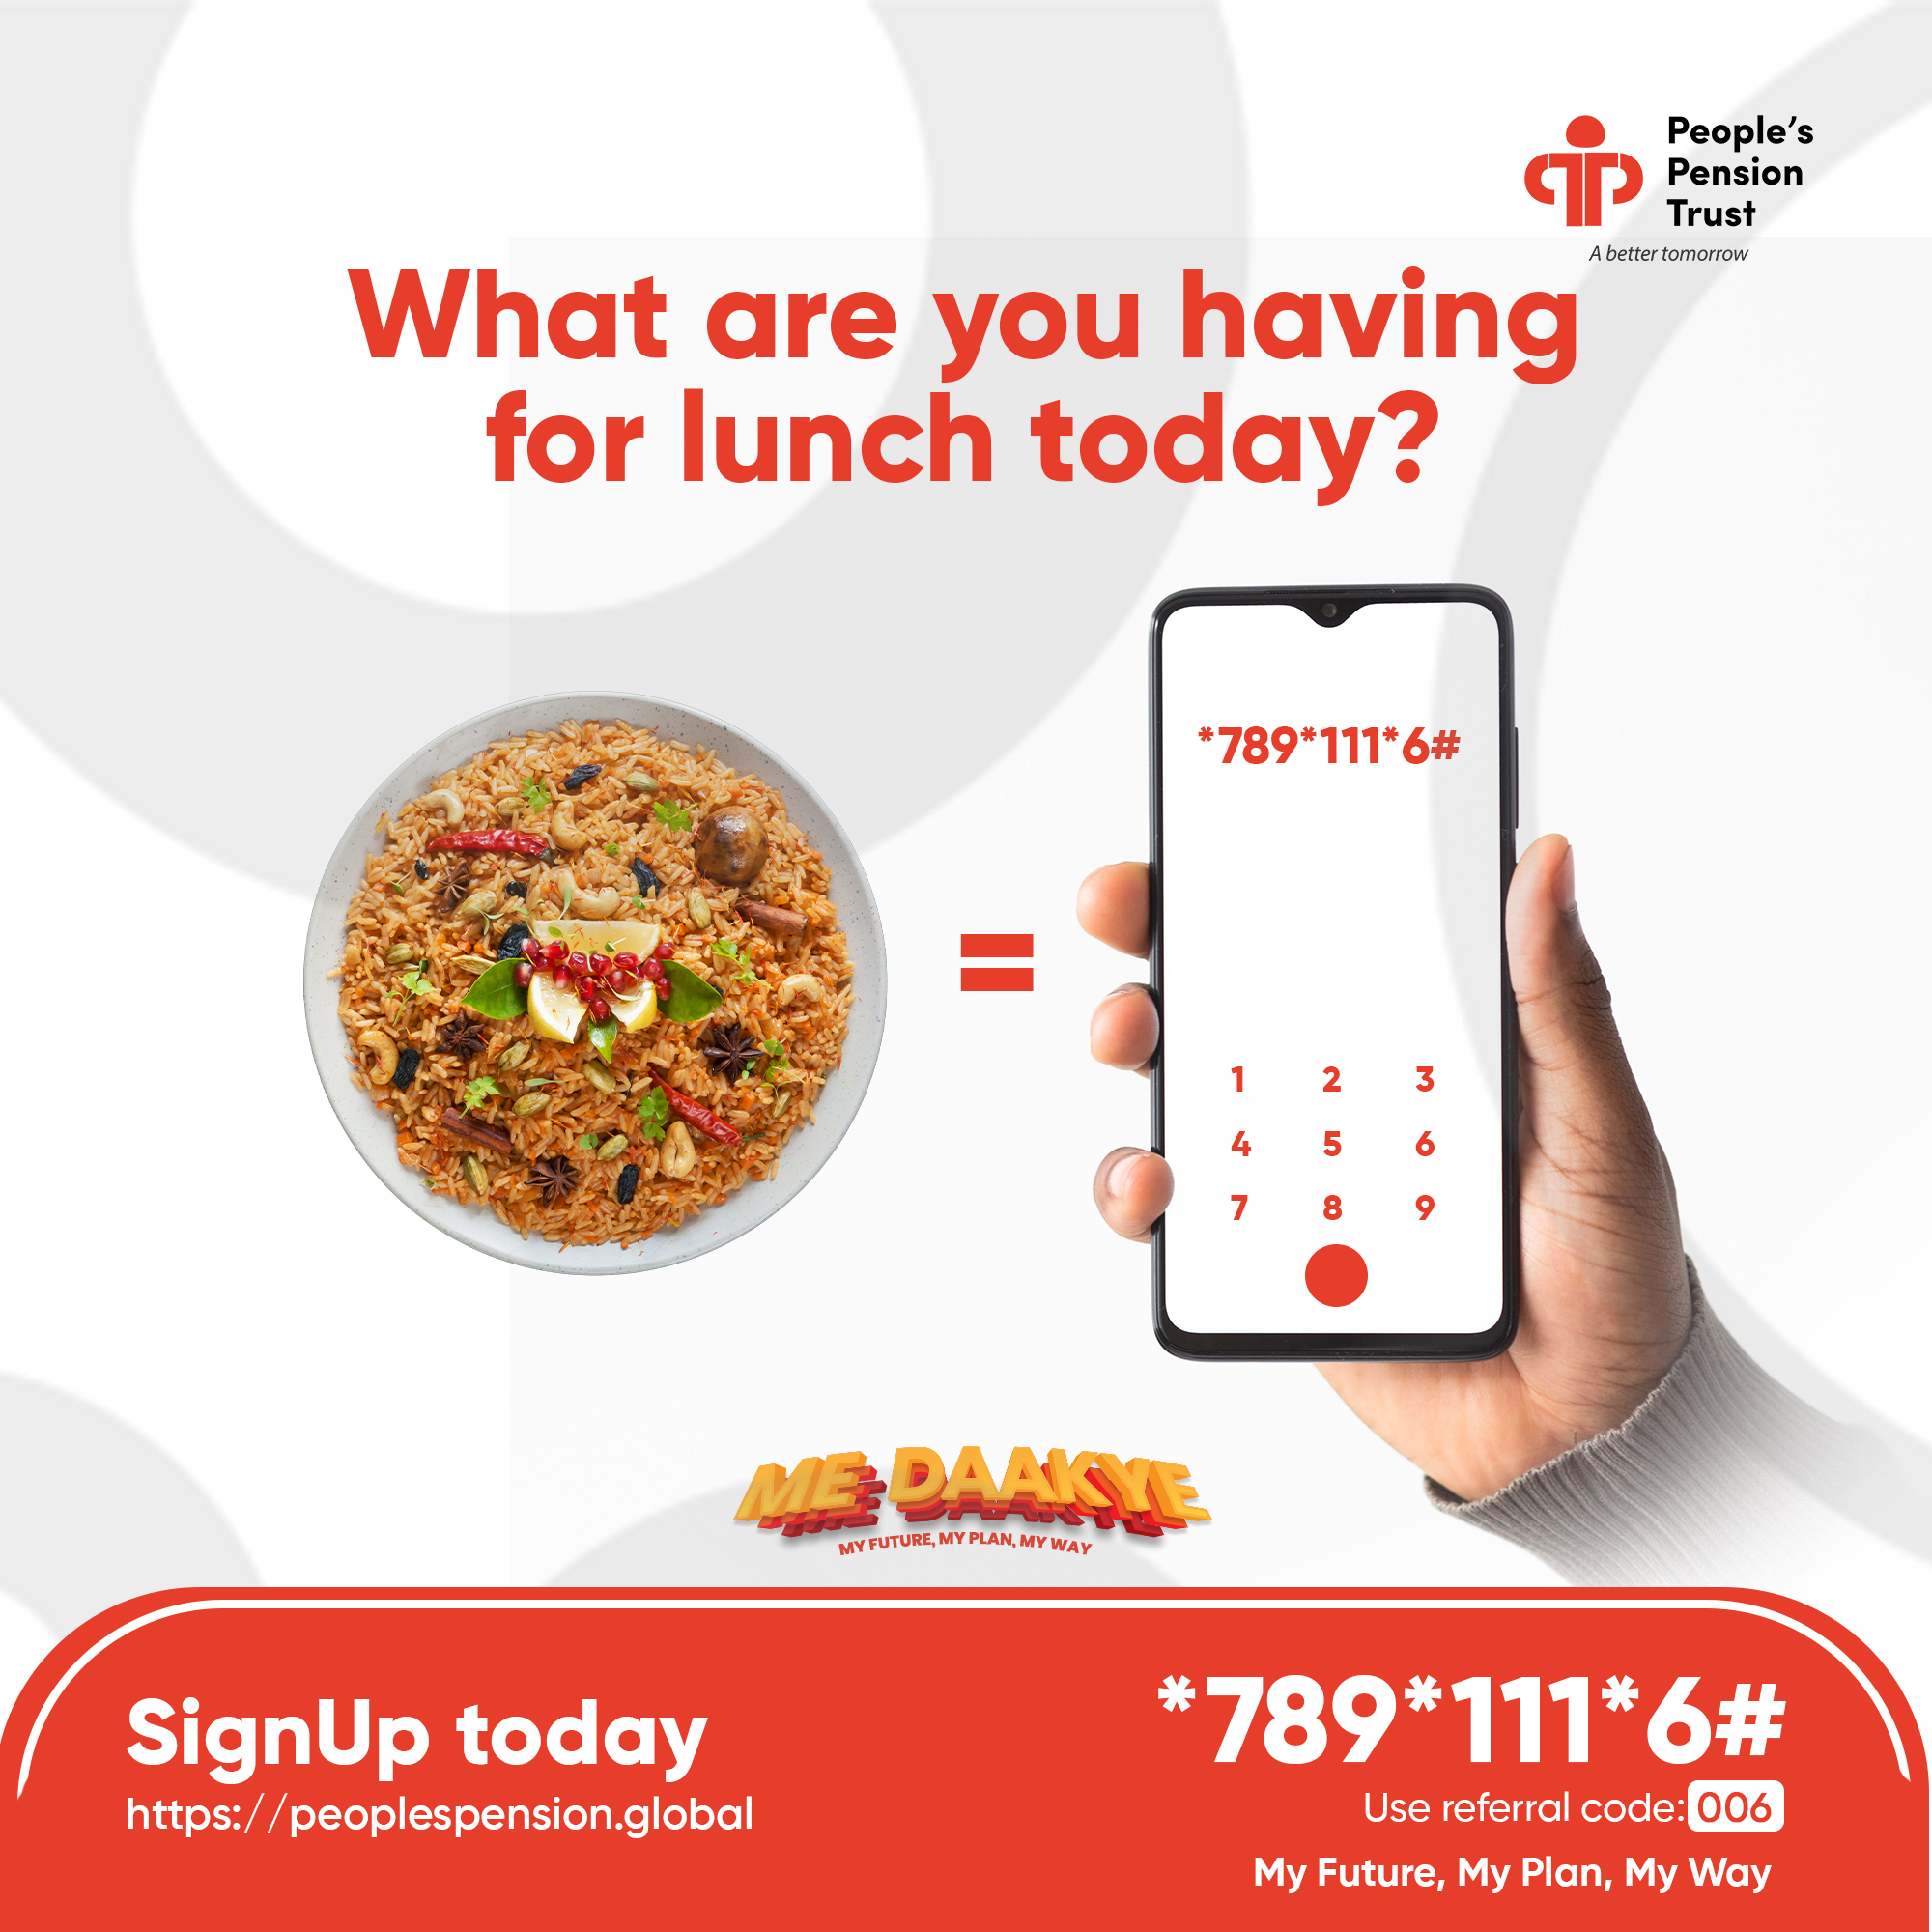 People's
Pension
Trust
A better tomorrow
What are you having
for lunch today?
*789*111*6#
1 2 3
4 5 6
7 8 9
ME DAAKYE
MY FUTURE, MY PLAN, MY WAY
SignUp today
https://peoplespension.global
*789*111*6#
Use referral code: 006
My Future, My Plan, My Way